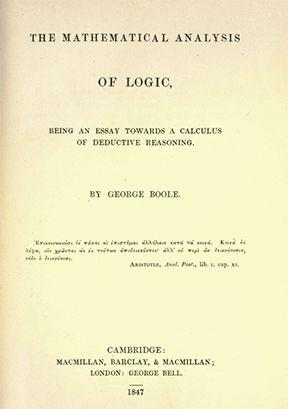 THE MATHEMATICAL ANALYSIS
OF LOGIC,
BEING AN ESSAY TOWARDS A CALCULUS
OF DEDUCTIVE REASONING.
BY GEORGE BOOLE.
Ἐπικοινωνοῦσι δὲ πᾶσαι αἱ ἐπιστῆμαι ἀλλήλαις κατὰ τὰ κοινά. Κοινὰ δὲ
λέγω, οἷς χρῶνται ὡς ἐκ τούτων ἀποδεικνύντες· ἀλλ' οὐ περὶ ὧν δεικνύουσιν,
οὐδὲ ὃ δεικνύουσι.
ARISTOTLE, Anal. Post., lib. I. cap. XI.
CAMBRIDGE:
MACMILLAN, BARCLAY, & MACMILLAN;
LONDON: GEORGE BELL.
1847